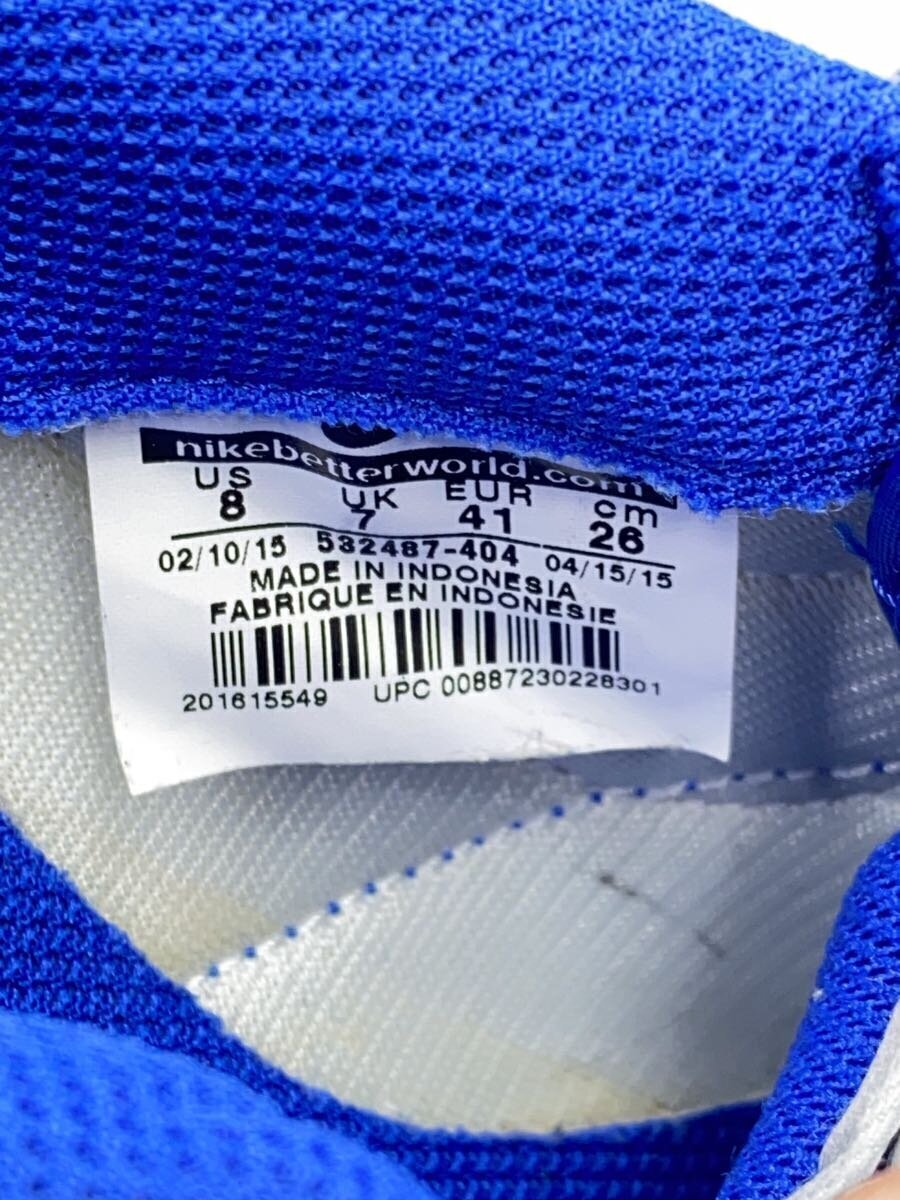 nikebetterworld.com
US UK EUR cm
8 7 41 26
02/10/15 532487-404 04/15/15
MADE IN INDONESIA
FABRIQUE EN INDONESIE
201615549 UPC 00887230228301